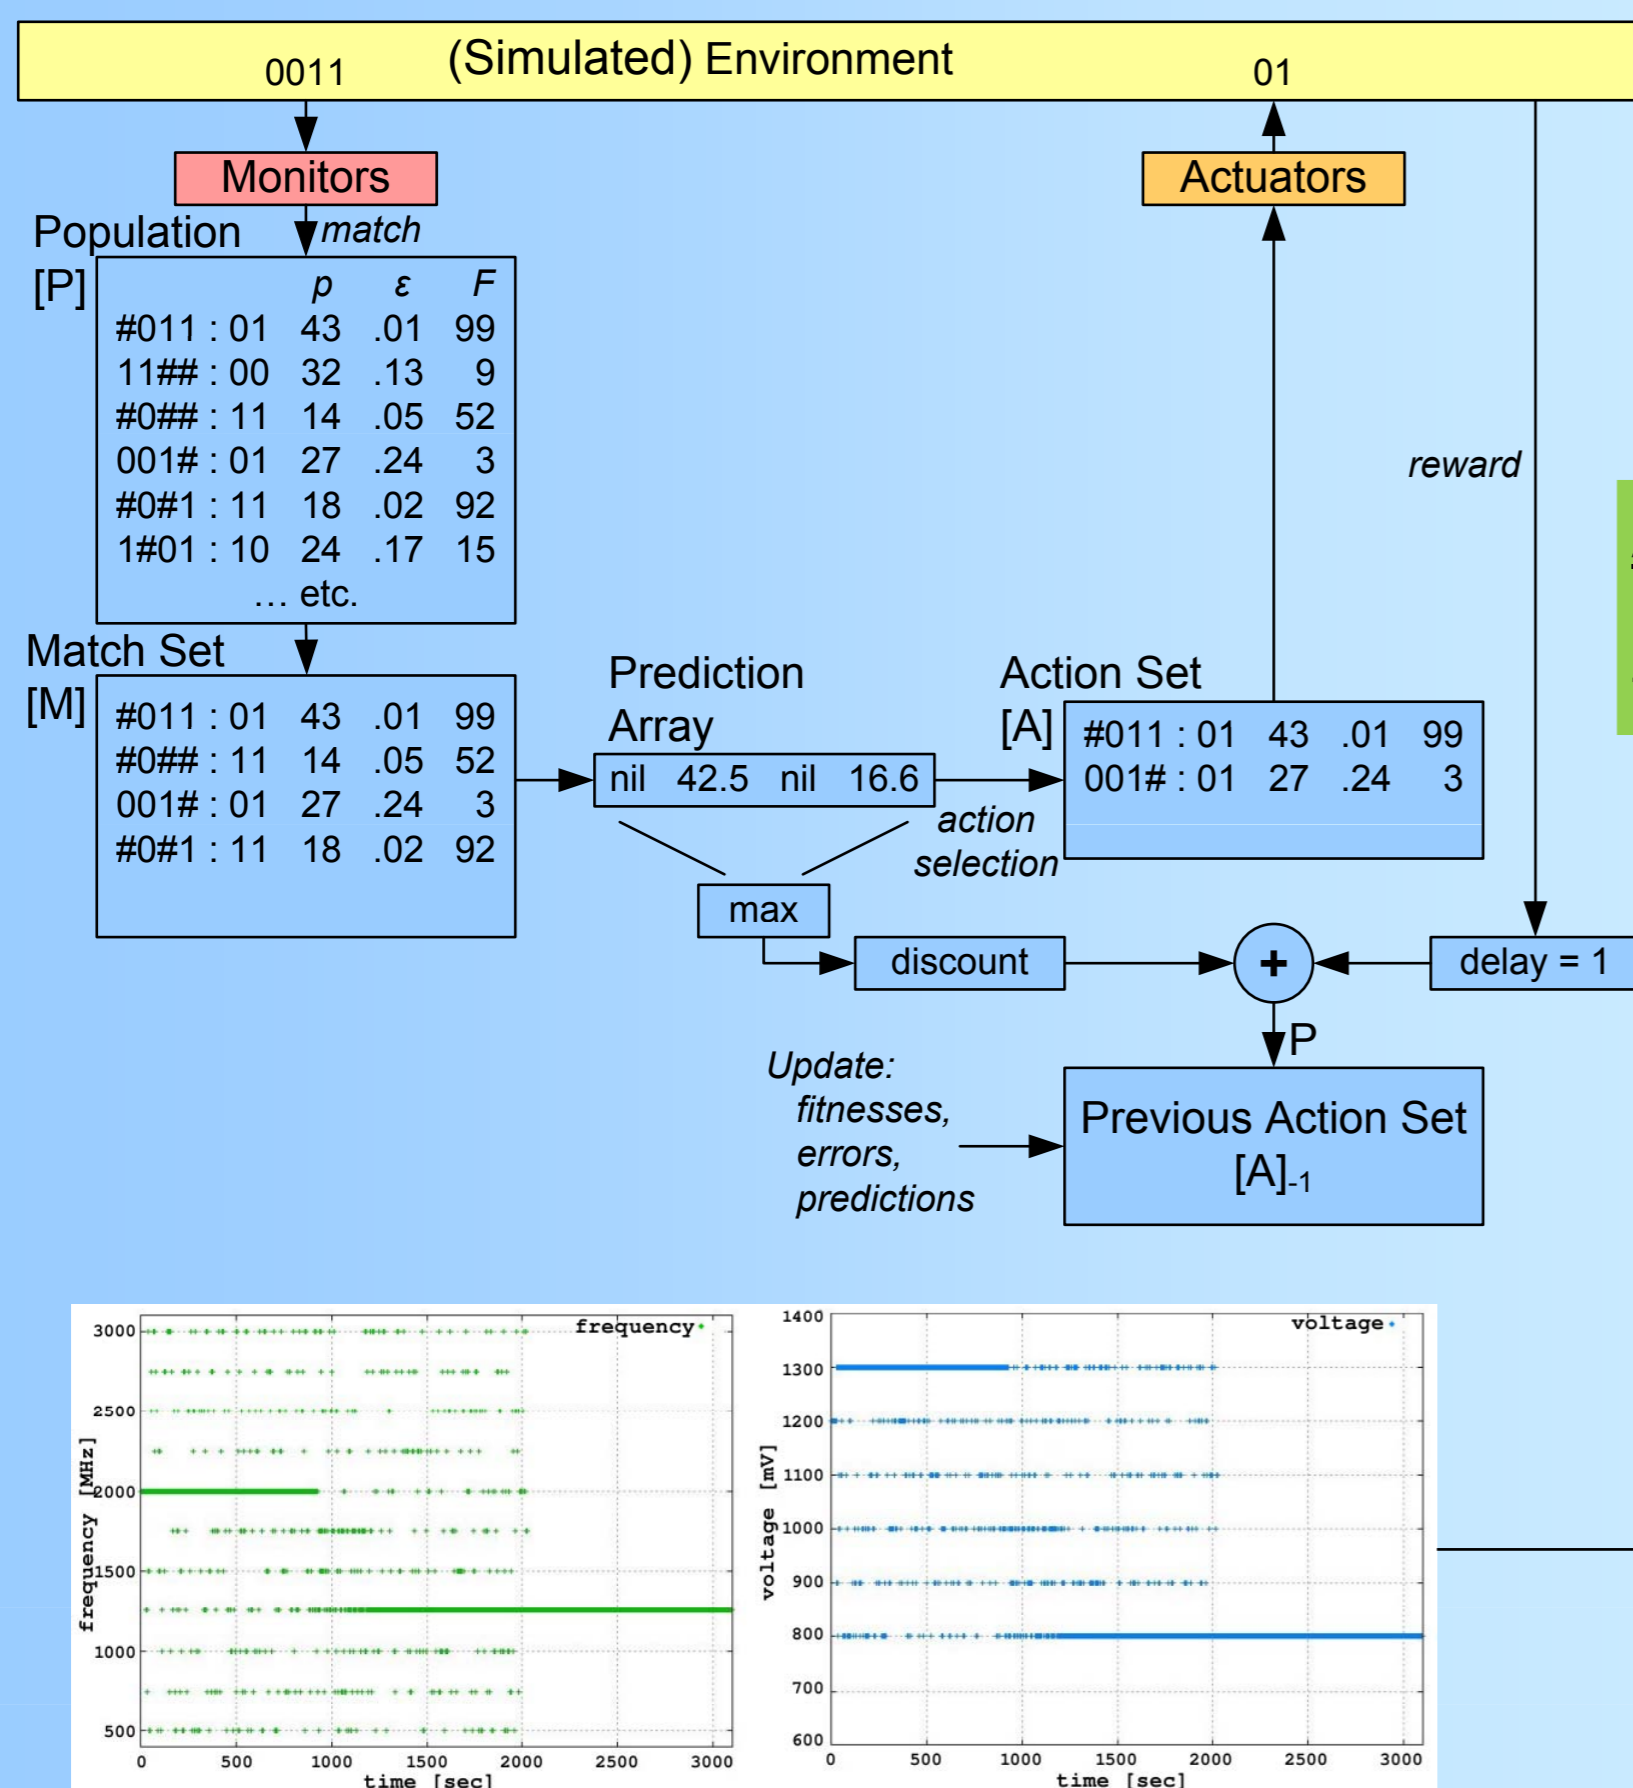 (Simulated) Environment
0011
01
Monitors
Actuators
match
Population
[P]
p ε F
#011 : 01 43 .01 99
11## : 00 32 .13 9
#0## : 11 14 .05 52
001# : 01 27 .24 3
#0#1 : 11 18 .02 92
1#01 : 10 24 .17 15
… etc.
reward
Match Set
[M]
#011 : 01 43 .01 99
#0## : 11 14 .05 52
001# : 01 27 .24 3
#0#1 : 11 18 .02 92
Prediction
Array
nil 42.5 nil 16.6
action
selection
Action Set
[A]
#011 : 01 43 .01 99
001# : 01 27 .24 3
max
discount
+
delay = 1
P
Update:
fitnesses,
errors,
predictions
Previous Action Set
[A]-1
frequency
frequency [MHz]
3000
2500
2000
1500
1000
500
0 500 1000 1500 2000 2500 3000
time [sec]
voltage
voltage [mV]
1400
1300
1200
1100
1000
900
800
700
600
0 500 1000 1500 2000 2500 3000
time [sec]